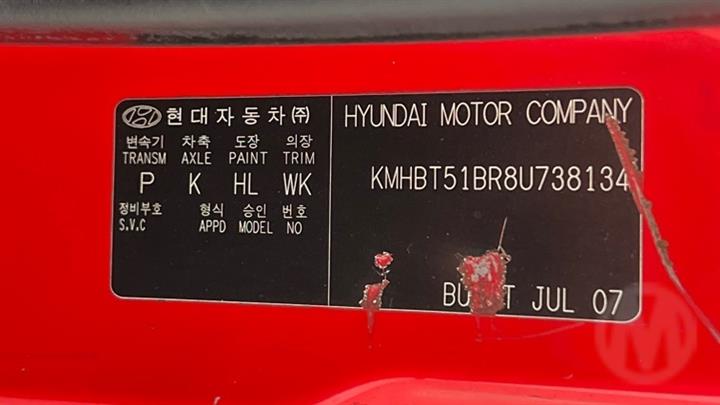 현대자동차㈜
변속기 차축 도장 의장
TRANSM AXLE PAINT TRIM
P K HL WK
정비부호 형식 승인 번호
S.V.C APPD MODEL NO
HYUNDAI MOTOR COMPANY
KMHBT51BR8U738134
JUL 07
M